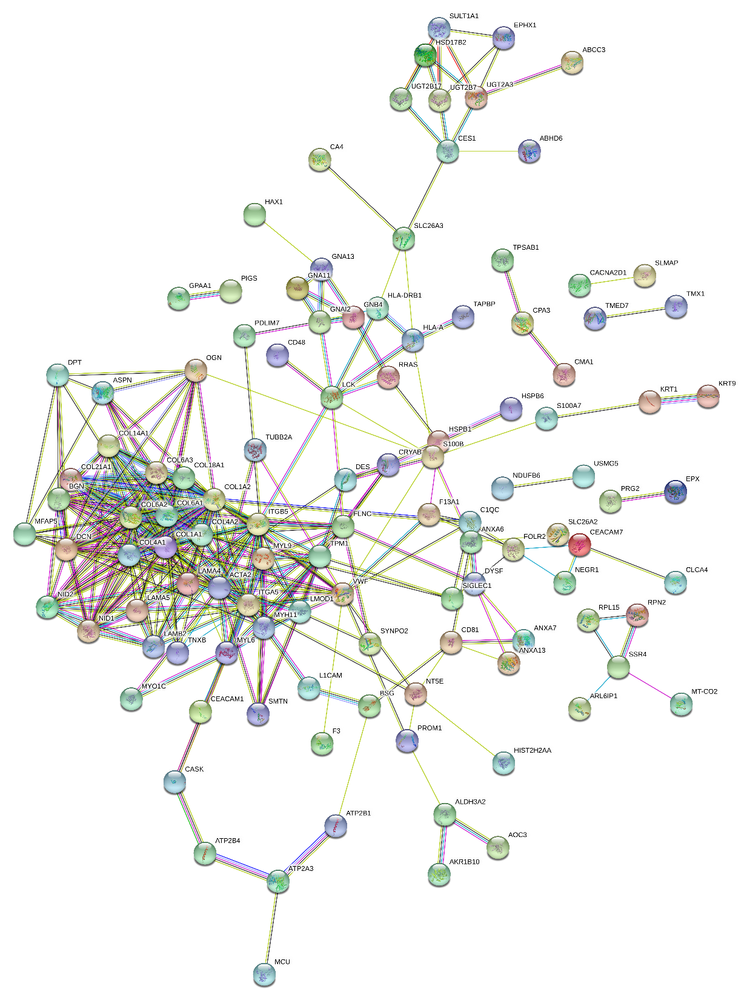 SULT1A1
EPHX1
HSD17B2
ABCC3
UGT2B17
UGT2B7
UGT2A3
CES1
ABHD6
CA4
HAX1
SLC26A3
TPSAB1
GNA13
SLMAP
GNA11
CACNA2D1
PIGS
GPAA1
HLA-DRB1
TMX1
GNB4
TMED7
GNAI2
TAPBP
CPA3
PDLIM7
HLA-A
CD48
OGN
DPT
RRAS
CMA1
ASPN
LCK
KRT9
KRT1
HSPB6
S100A7
HSPB1
COL14A1
TUBB2A
S100B
CRYAB
COL6A3
COL18A1
COL21A1
DES
USMG5
NDUFB6
EPX
BGN
COL1A2
PRG2
COL6A2
COL6A1
F13A1
C1QC
ITGB5
FLNC
MFAP5
COL4A2
SLC26A2
ANXA6
CEACAM7
DCN
COL1A1
FOLR2
COL4A1
MYL9
TPM1
LAMA4
ACTA2
DYSF
NEGR1
CLCA4
VWF
SIGLEC1
NID2
ITGA5
LAMA5
LMOD1
RPL15
RPN2
NID1
MYH11
ANXA7
CD81
LAMB2
TNXB
MYL6
SYNPO2
ANXA13
SSR4
L1CAM
NT5E
MYO1C
BSG
MT-CO2
CEACAM1
SMTN
ARL6IP1
PROM1
F3
HIST2H2AA
CASK
ALDH3A2
ATP2B1
AOC3
ATP2B4
AKR1B10
ATP2A3
MCU